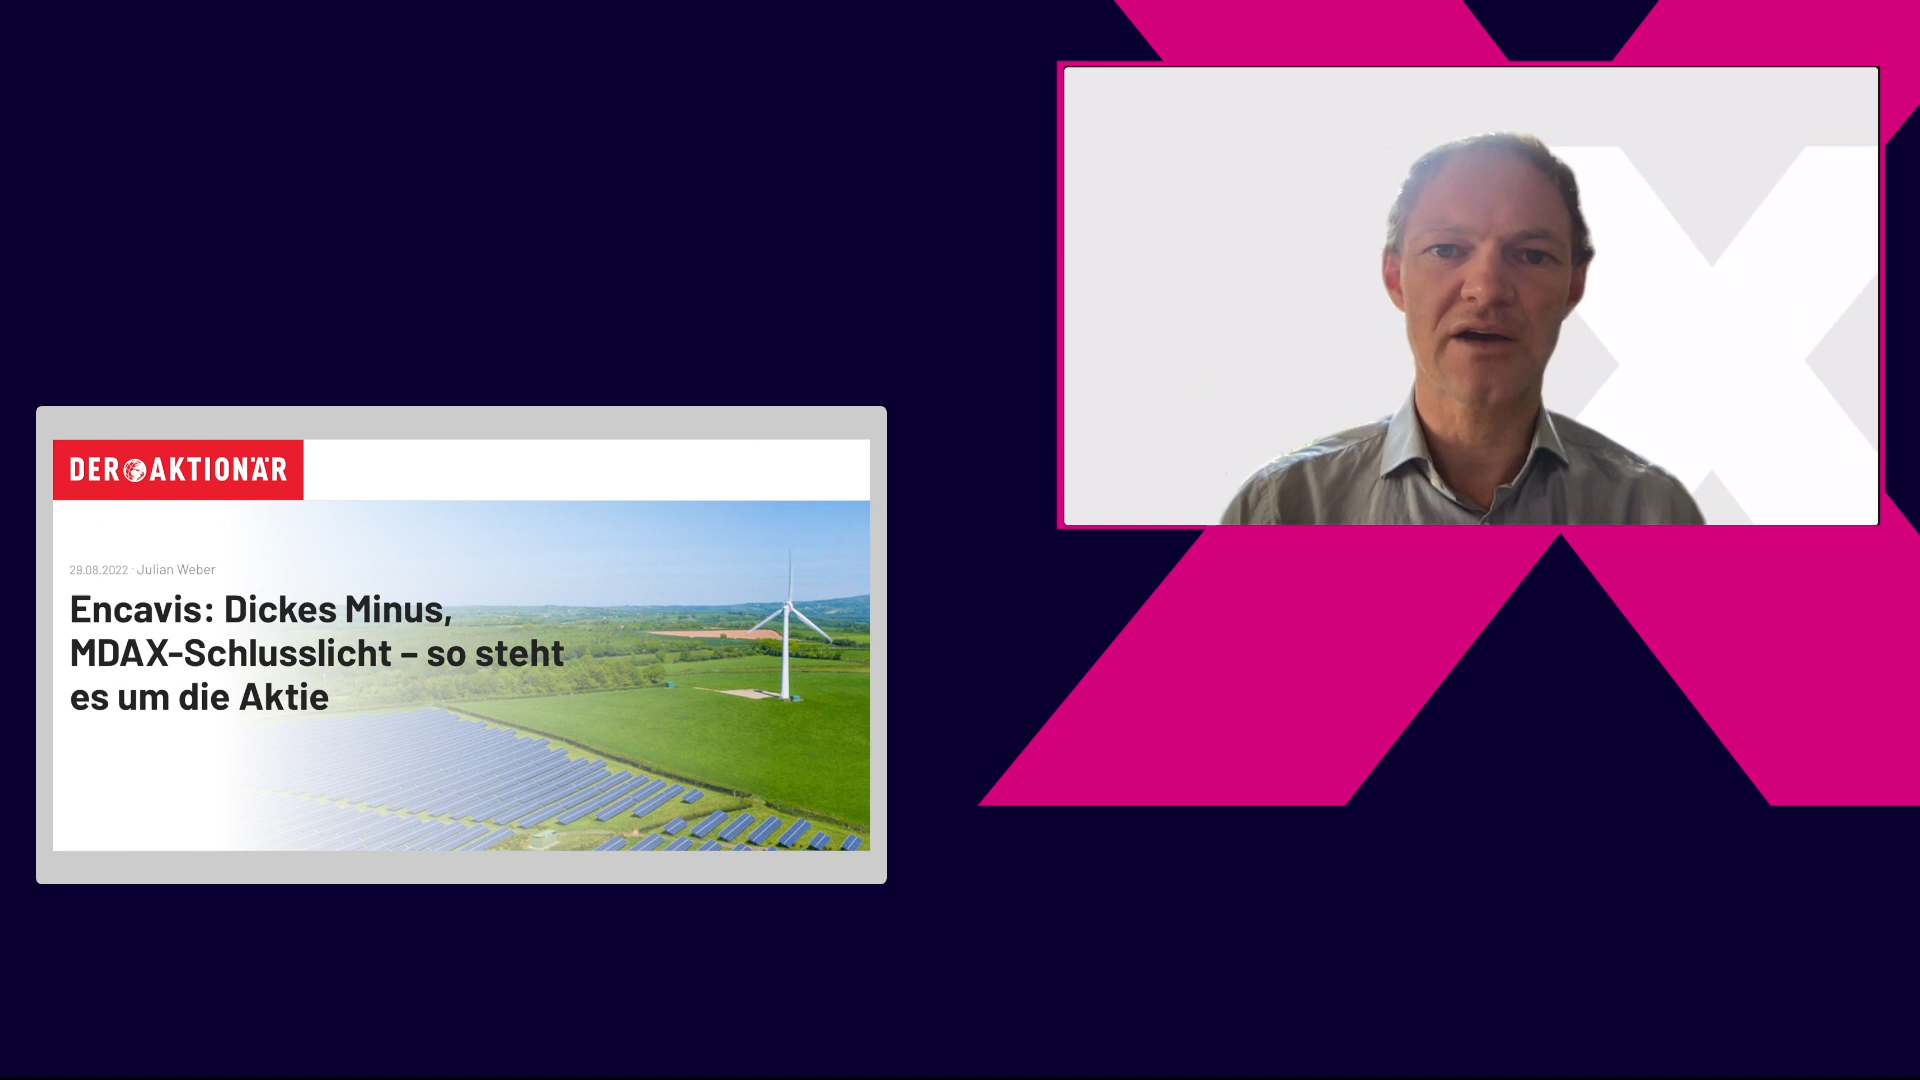 DER AKTIONÄR
29.08.2022 · Julian Weber
Encavis: Dickes Minus,
MDAX-Schlusslicht – so steht
es um die Aktie